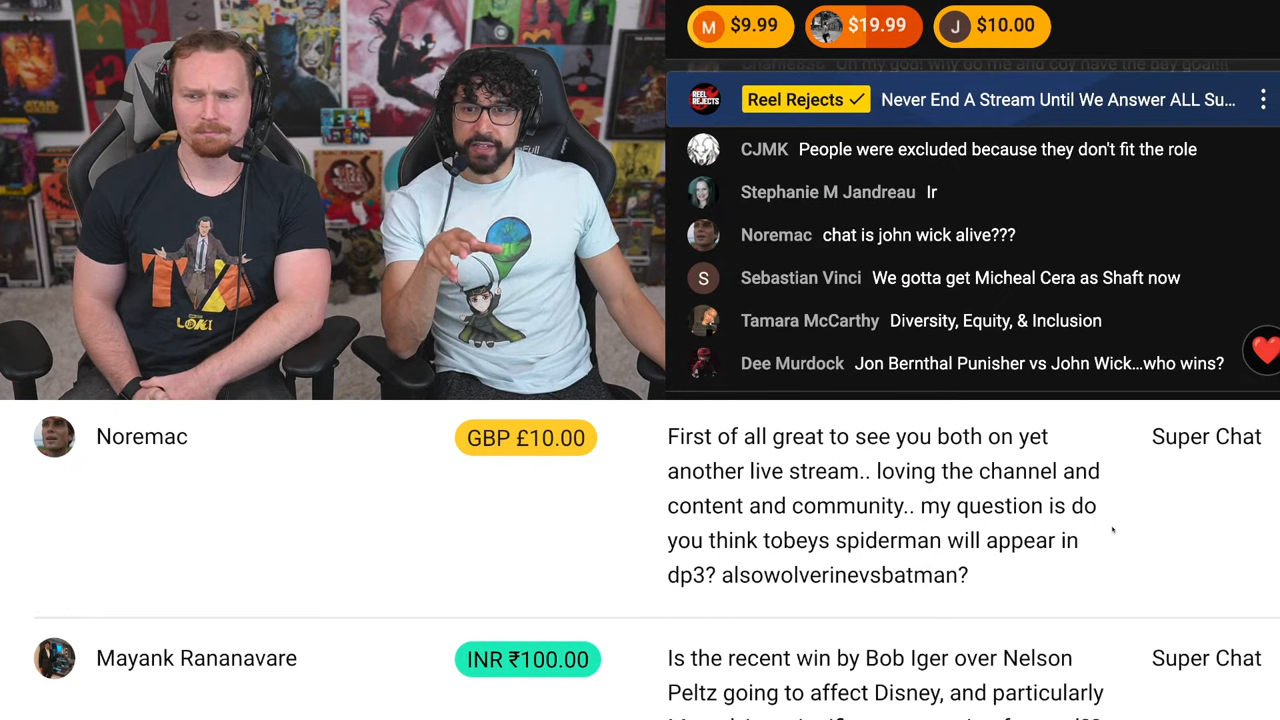 M $9.99
$19.99
J $10.00
REEL REJECTS
Reel Rejects Never End A Stream Until We Answer ALL Su...
CJMK People were excluded because they don't fit the role
Stephanie M Jandreau Ir
Noremac chat is john wick alive???
S Sebastian Vinci We gotta get Micheal Cera as Shaft now
Tamara McCarthy Diversity, Equity, & Inclusion
Dee Murdock Jon Bernthal Punisher vs John Wick...who wins?
TVA
LOKI
Noremac
GBP £10.00
First of all great to see you both on yet
another live stream.. loving the channel and
content and community.. my question is do
you think tobeys spiderman will appear in
dp3? alsowolverinevsbatman?
Super Chat
Mayank Rananavare
INR ₹100.00
Is the recent win by Bob Iger over Nelson
Peltz going to affect Disney, and particularly
Super Chat